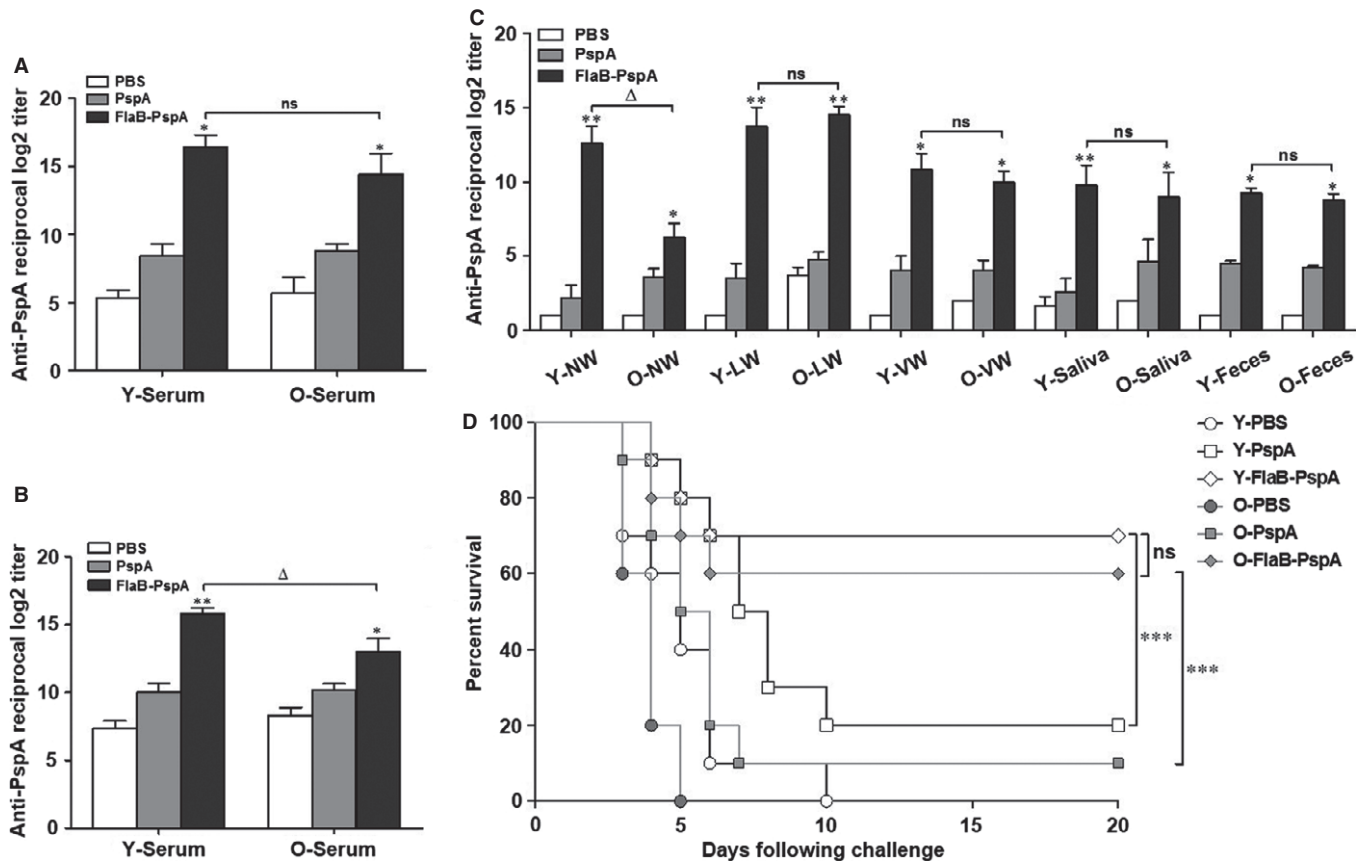 A
Anti-PspA reciprocal log2 titer
PBS
PspA
FlaB-PspA
20
15
10
5
0
*
ns
*
Y-Serum
O-Serum
B
Anti-PspA reciprocal log2 titer
PBS
PspA
FlaB-PspA
20
15
10
5
0
**
Δ
*
Y-Serum
O-Serum
C
Anti-PspA reciprocal log2 titer
PBS
PspA
FlaB-PspA
20
15
10
5
0
**
Δ
*
**
ns
**
*
ns
*
**
ns
*
*
ns
*
Y-NW
O-NW
Y-LW
O-LW
Y-VW
O-VW
Y-Saliva
O-Saliva
Y-Feces
O-Feces
D
Percent survival
100
80
60
40
20
0
0
5
10
15
20
Days following challenge
ns
***
***
Y-PBS
Y-PspA
Y-FlaB-PspA
O-PBS
O-PspA
O-FlaB-PspA